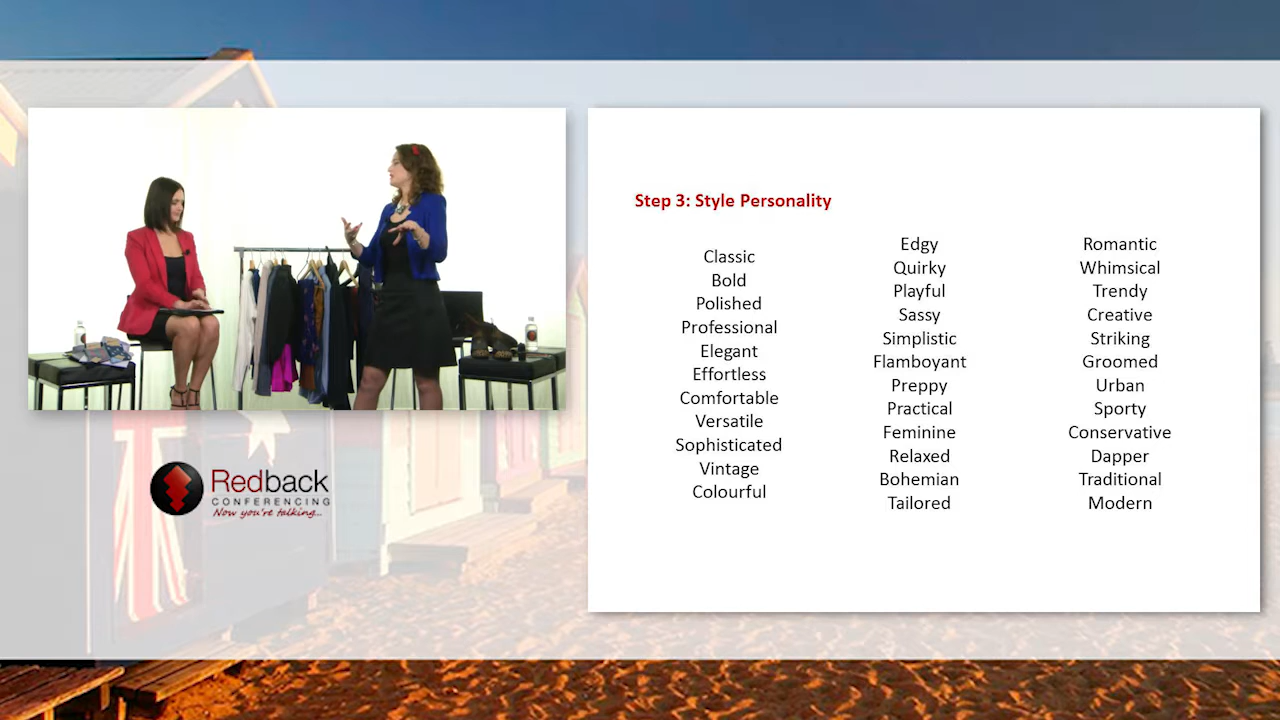 Step 3: Style Personality
Classic
Bold
Polished
Professional
Elegant
Effortless
Comfortable
Versatile
Sophisticated
Vintage
Colourful
Edgy
Quirky
Playful
Sassy
Simplistic
Flamboyant
Preppy
Practical
Feminine
Relaxed
Bohemian
Tailored
Romantic
Whimsical
Trendy
Creative
Striking
Groomed
Urban
Sporty
Conservative
Dapper
Traditional
Modern
Redback
CONFERENCING
Now you're talking...